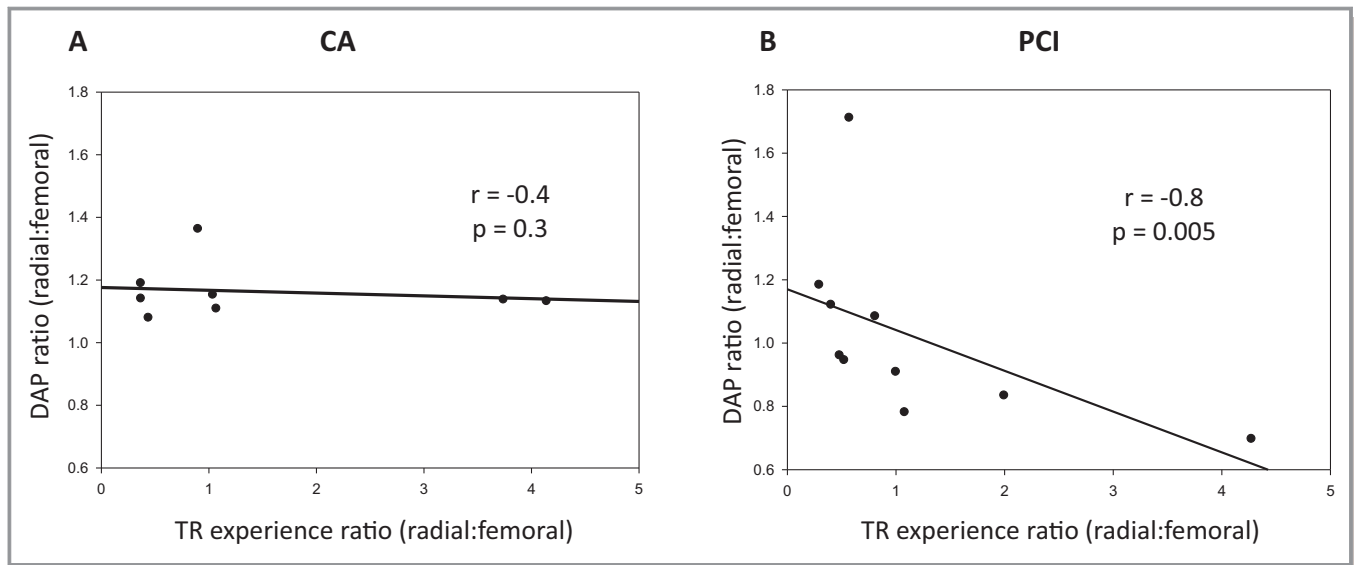 A
CA
1.8
1.6
1.4
1.2
1.0
0.8
0.6
DAP ratio (radial:femoral)
r = -0.4
p = 0.3
0 1 2 3 4 5
TR experience ratio (radial:femoral)
B
PCI
1.8
1.6
1.4
1.2
1.0
0.8
0.6
DAP ratio (radial:femoral)
r = -0.8
p = 0.005
0 1 2 3 4 5
TR experience ratio (radial:femoral)